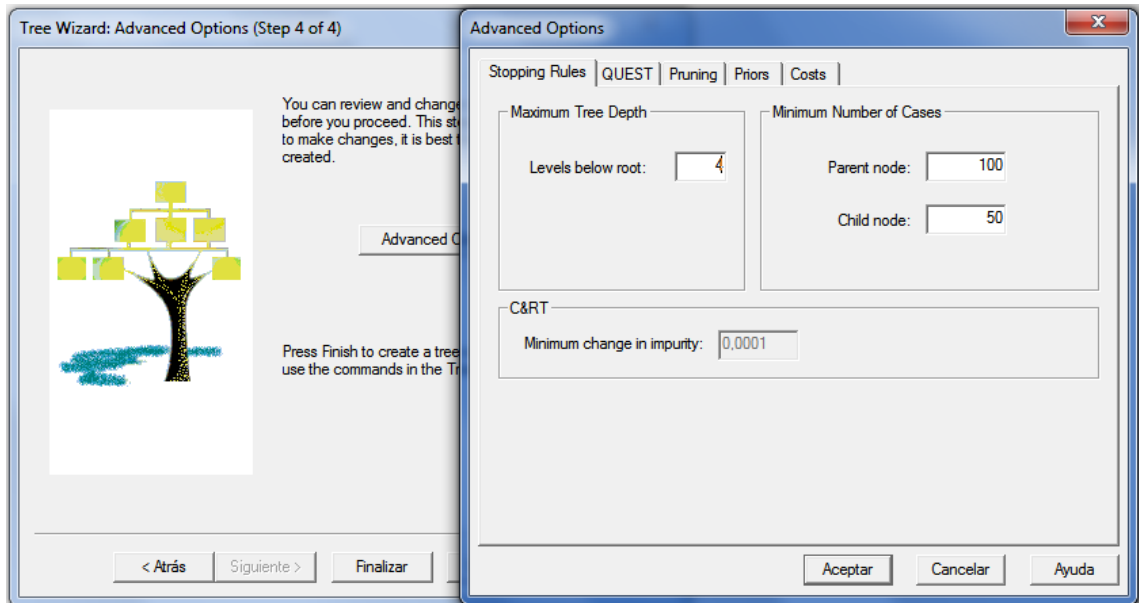 Tree Wizard: Advanced Options (Step 4 of 4)
You can review and change
before you proceed. This
to make changes, it is best
created.
Advanced
Press Finish to create a tree
use the commands in the
< Atrás
Siguiente >
Finalizar
Advanced Options
Stopping Rules QUEST Pruning Priors Costs
Maximum Tree Depth
Levels below root: 4
Minimum Number of Cases
Parent node: 100
Child node: 50
C&RT
Minimum change in impurity: 0,0001
Aceptar
Cancelar
Ayuda